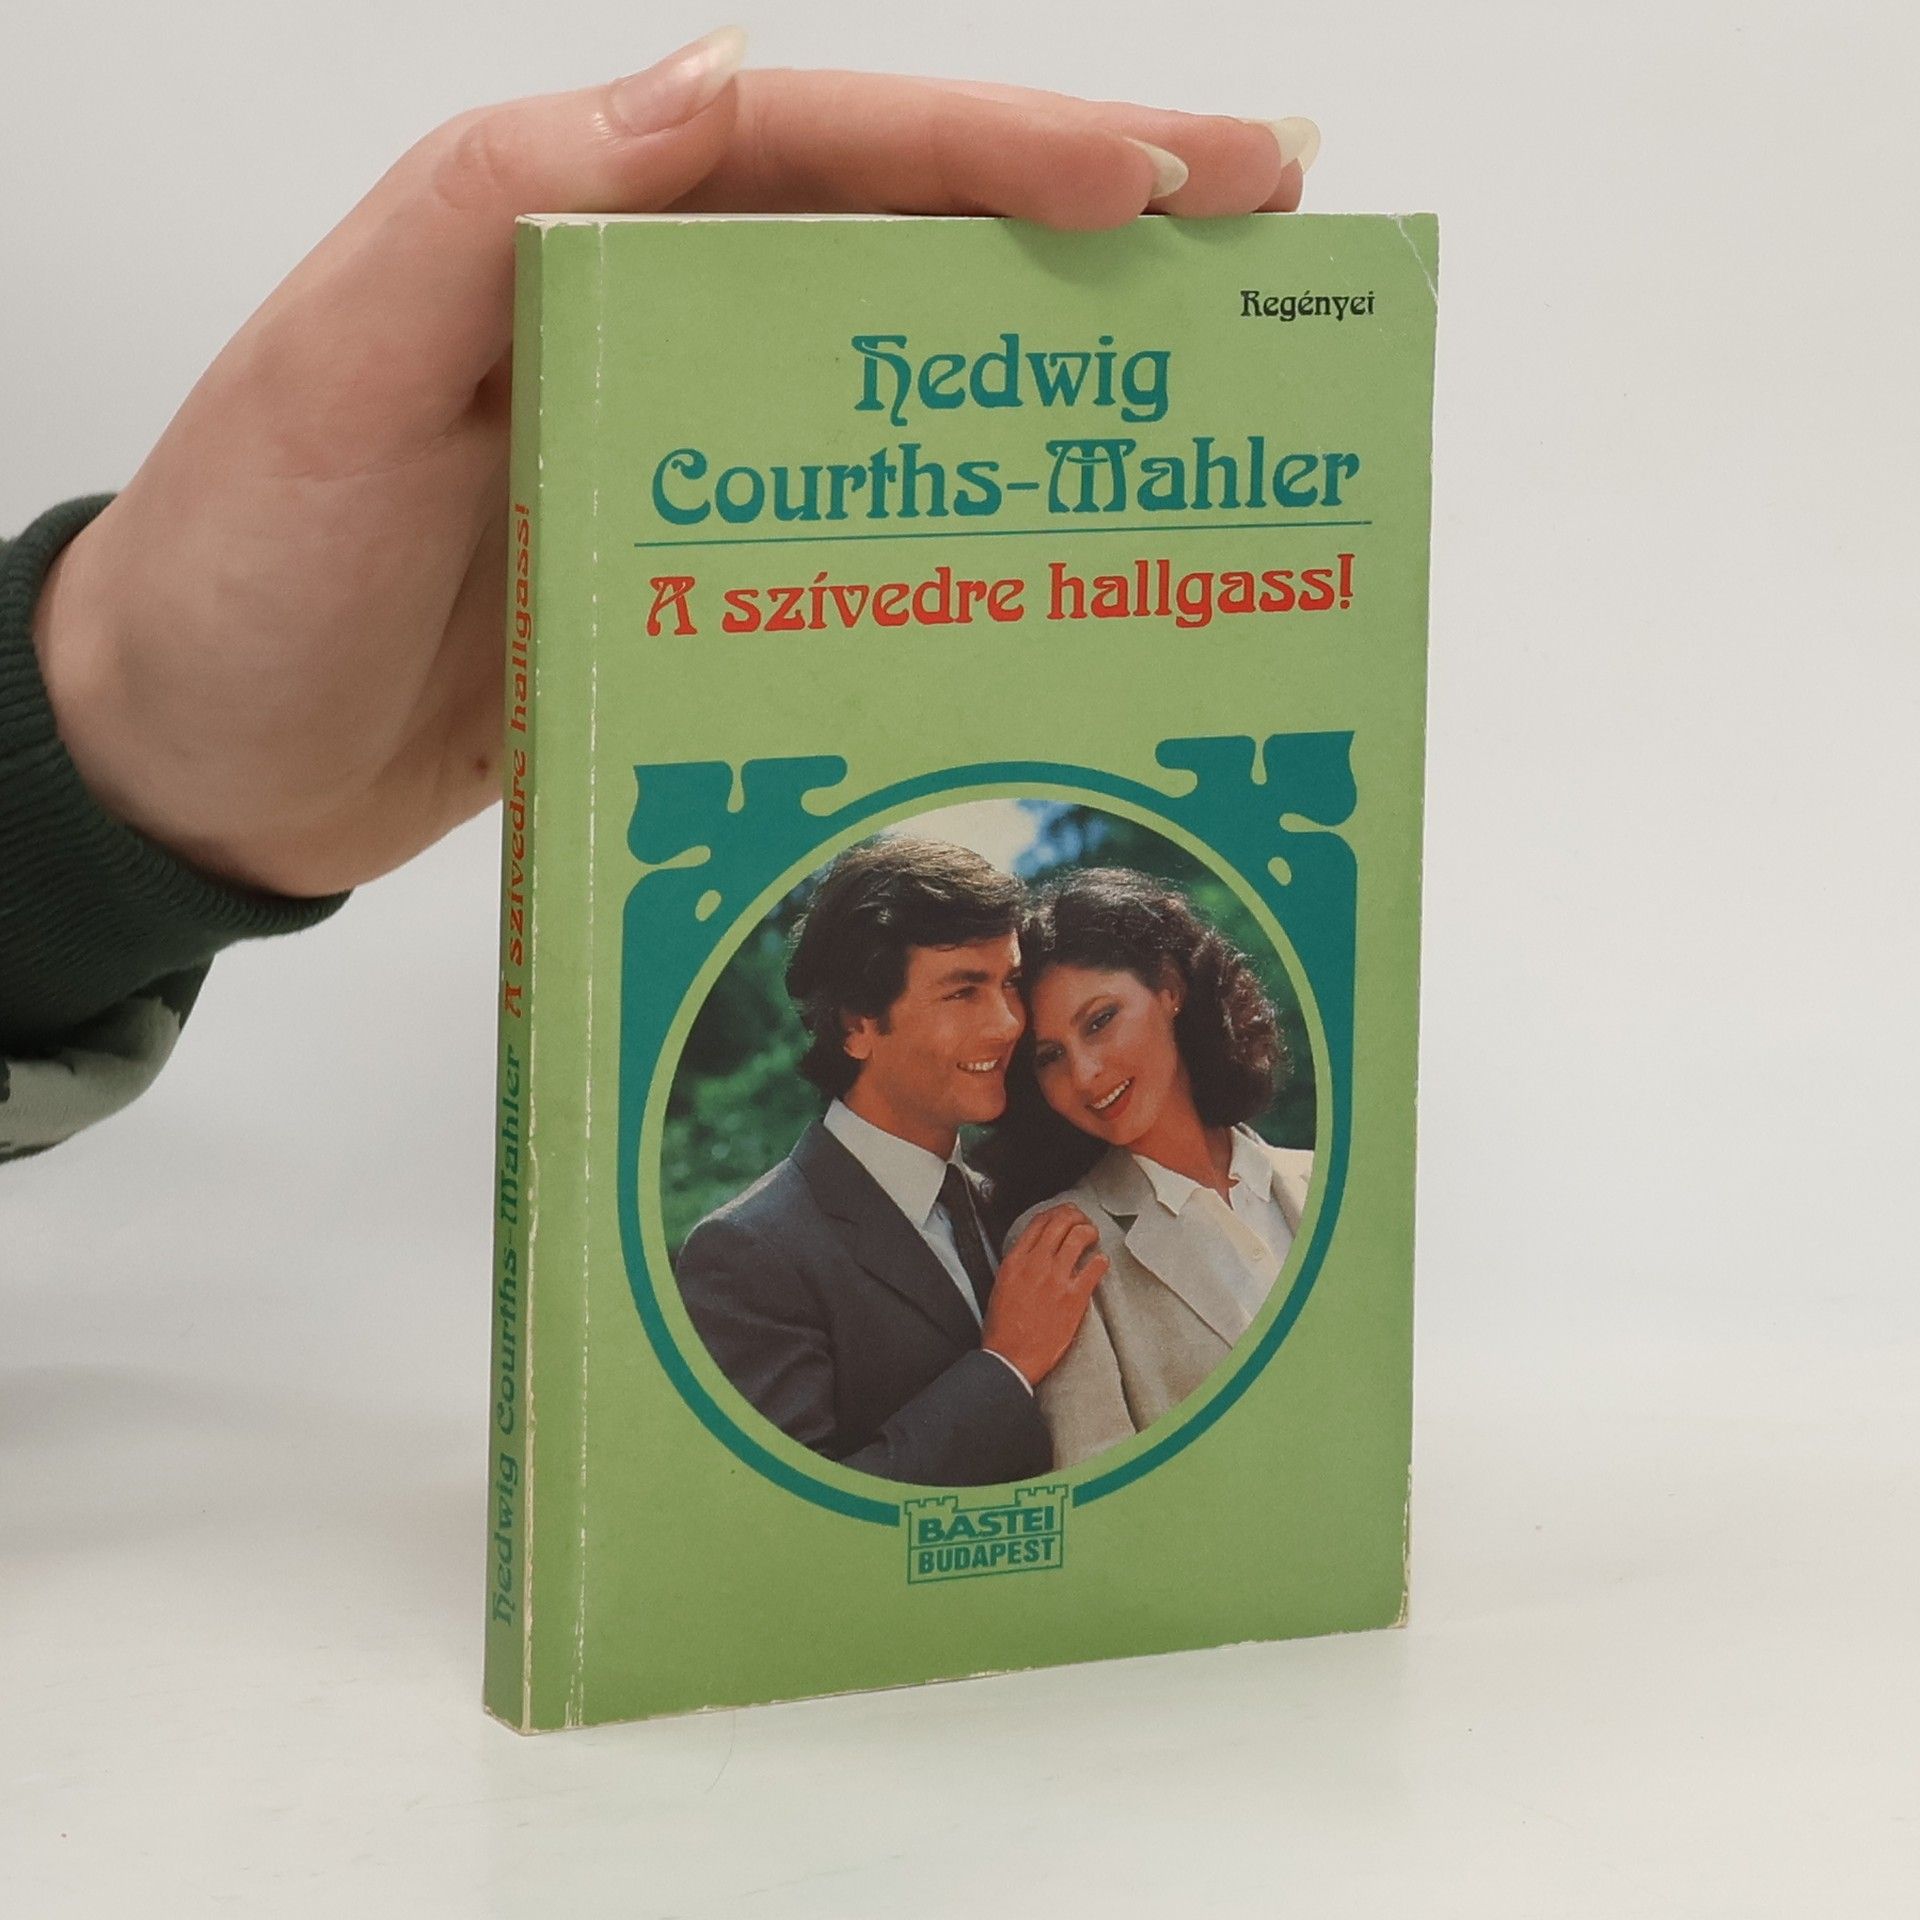 Regényei
Hedwig
Courths-Mahler
A szívedre hallgass!
BASTEI
BUDAPEST
Hedwig Courths-Mahler A szívedre hallgass!